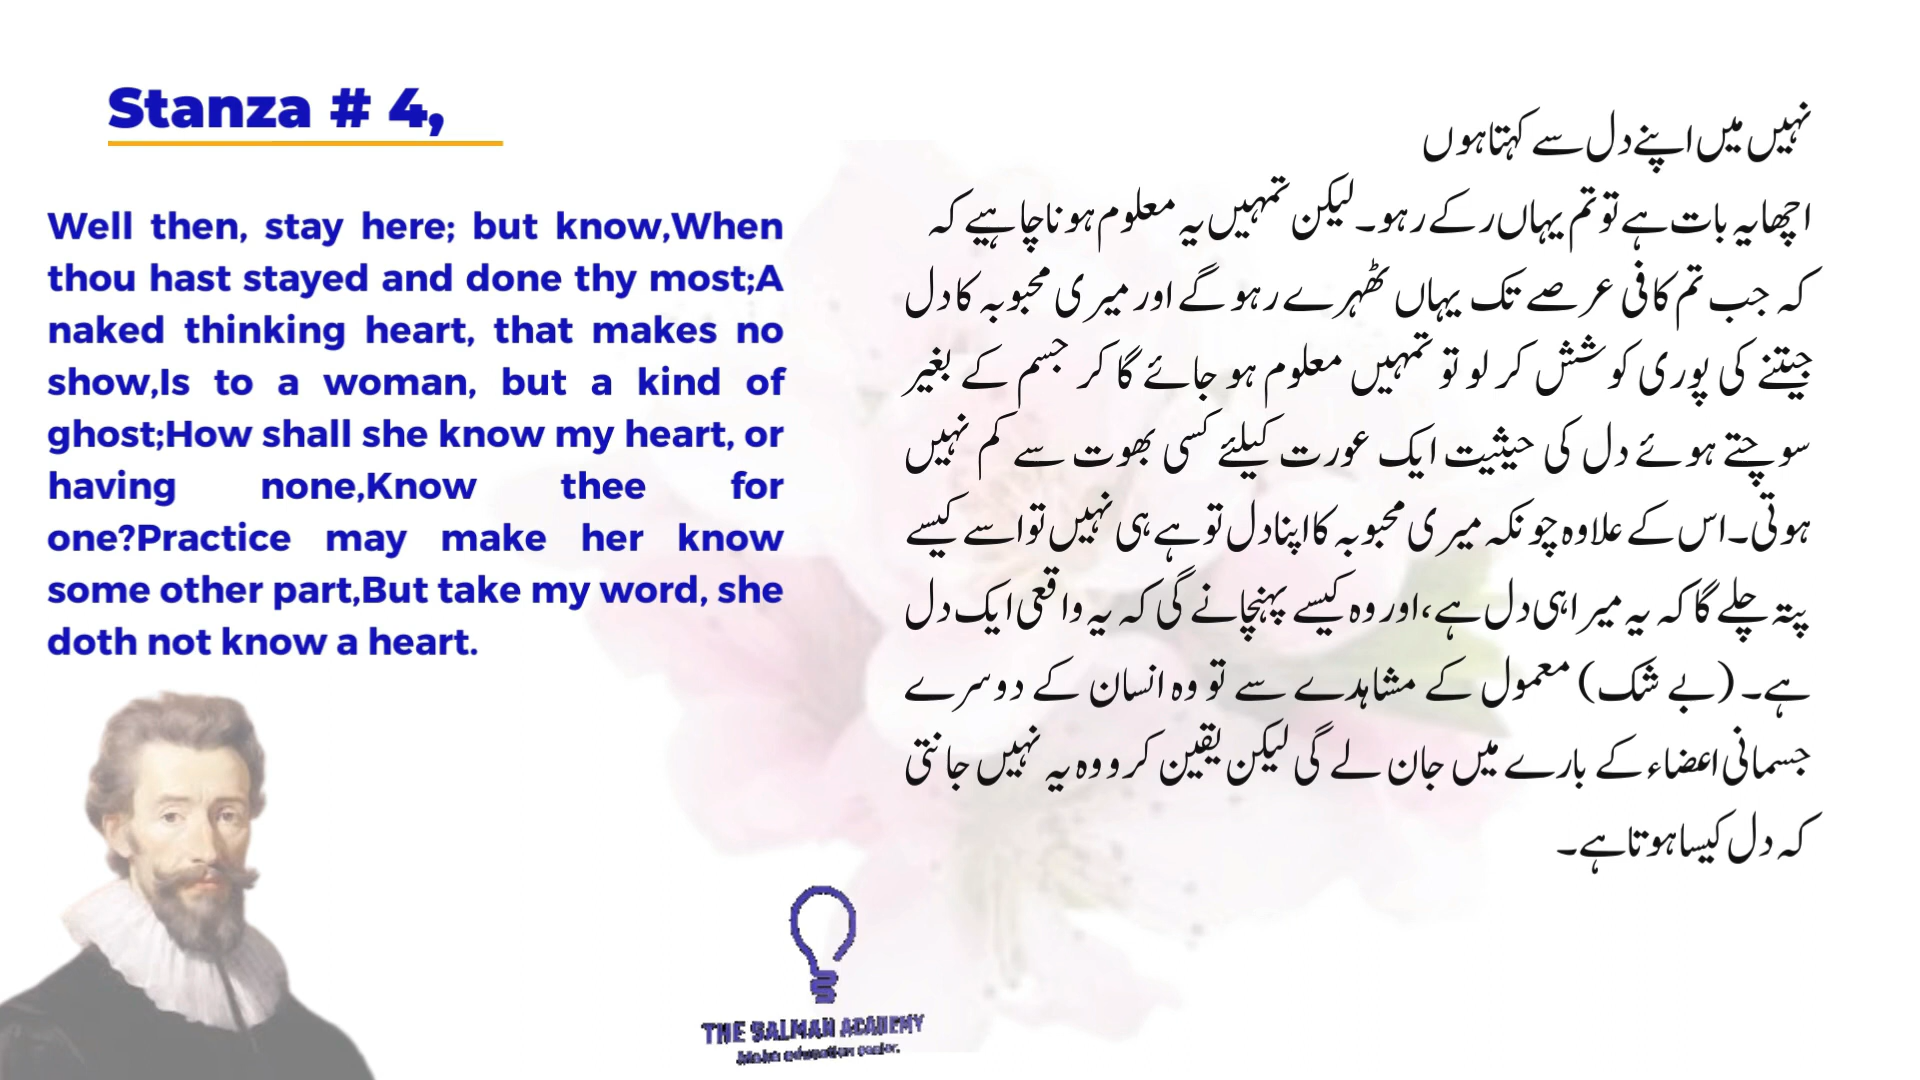 Stanza # 4,
Well then, stay here; but know,When
thou hast stayed and done thy most;A
naked thinking heart, that makes no
show,Is to a woman, but a kind of
ghost;How shall she know my heart, or
having none,Know thee for
one?Practice may make her know
some other part,But take my word, she
doth not know a heart.
نہیں میں اپنے دل سے کہتا ہوں
اچھا یہ بات ہے تو تم یہاں رکے رہو۔ لیکن تمہیں یہ معلوم ہونا چاہیے کہ
کہ جب تم کافی عرصے تک یہاں ٹھہرے رہو گے اور میری محبوبہ کا دل
جیتنے کی پوری کوشش کر لو تو تمہیں معلوم ہو جائے گا کر جسم کے بغیر
سوچتے ہوئے دل کی حیثیت ایک عورت کیلئے کسی بھوت سے کم نہیں
ہوتی۔ اس کے علاوہ چونکہ میری محبوبہ کا اپنا دل تو ہے ہی نہیں تو اسے کیسے
پتہ چلے گا کہ یہ میرا ہی دل ہے، اور وہ کیسے پہنچانے گی کہ یہ واقعی ایک دل
ہے۔ (بے شک) معمول کے مشاہدے سے تو وہ انسان کے دوسرے
جسمانی اعضاء کے بارے میں جان لے گی لیکن یقین کرو وہ یہ نہیں جانتی
کہ دل کیسا ہوتا ہے۔
THE SALMAN ACADEMY